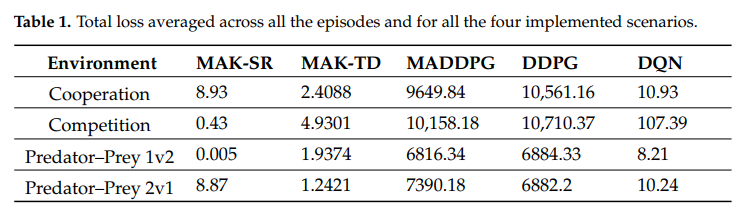 Table 1. Total loss averaged across all the episodes and for all the four implemented scenarios.
Environment MAK-SR MAK-TD MADDPG DDPG DQN
Cooperation 8.93 2.4088 9649.84 10,561.16 10.93
Competition 0.43 4.9301 10,158.18 10,710.37 107.39
Predator–Prey 1v2 0.005 1.9374 6816.34 6884.33 8.21
Predator–Prey 2v1 8.87 1.2421 7390.18 6882.2 10.24